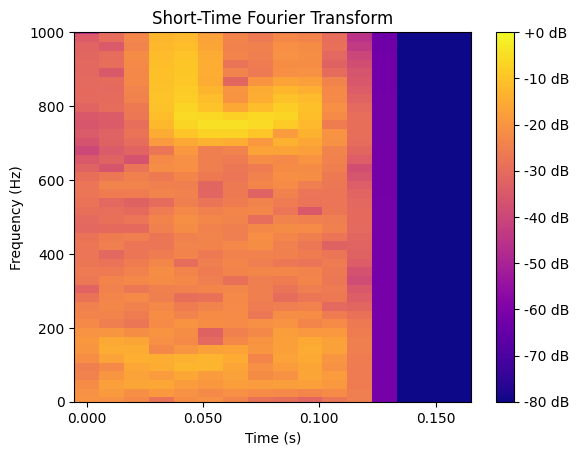 Short-Time Fourier Transform
Frequency (Hz)
1000
800
600
400
200
0
0.000
0.050
0.100
0.150
Time (s)
+0 dB
-10 dB
-20 dB
-30 dB
-40 dB
-50 dB
-60 dB
-70 dB
-80 dB